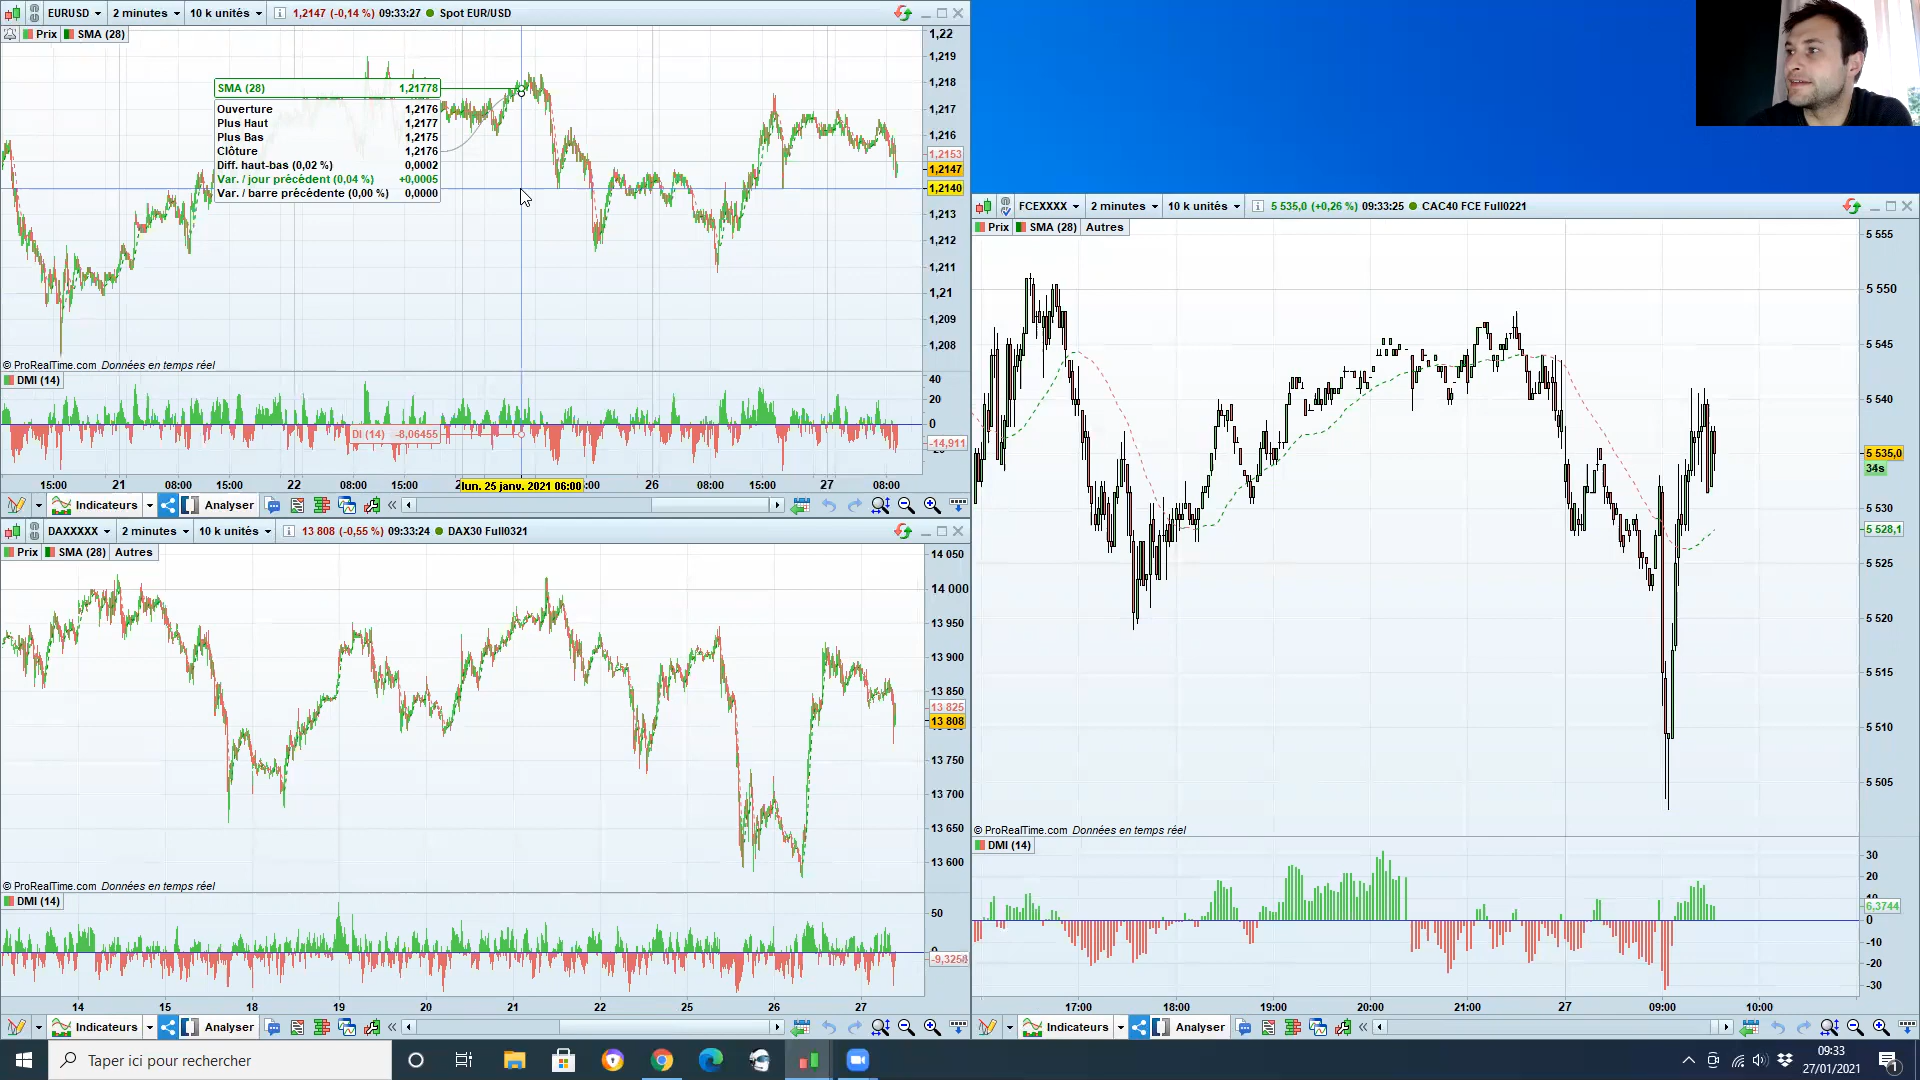 EURUSD 2 minutes 10 k unités 1,2147 (-0,14 %) 09:33:27 Spot EUR/USD
Prix SMA (28)
SMA (28) 1,21778
Ouverture 1,2176
Plus Haut 1,2177
Plus Bas 1,2175
Clôture 1,2176
Diff. haut-bas (0,02 %) 0,0002
Var. / jour précédent (0,04 %) +0,0005
Var. / barre précédente (0,00 %) 0,0000
1,22
1,219
1,218
1,217
1,216
1,2153
1,2147
1,2140
1,213
1,212
1,211
1,21
1,209
1,208
© ProRealTime.com Données en temps réel
DMI (14)
40
20
0
DI (14) -8,06455
-14,911
15:00 21 08:00 15:00 22 08:00 15:00 lun. 25 janv. 2021 06:00 :00 26 08:00 15:00 27 08:00
Indicateurs Analyser
DAXXXXX 2 minutes 10 k unités 13 808 (-0,55 %) 09:33:24 DAX30 Full0321
Prix SMA (28) Autres
14 050
14 000
13 950
13 900
13 850
13 825
13 808
13 750
13 700
13 650
13 600
© ProRealTime.com Données en temps réel
DMI (14)
50
0
-9,3256
14 15 18 19 20 21 22 25 26 27
Indicateurs Analyser
FCEXXXX 2 minutes 10 k unités 5 535,0 (+0,26 %) 09:33:25 CAC40 FCE Full0221
Prix SMA (28) Autres
5 555
5 550
5 545
5 540
5 535,0
34s
5 530
5 528,1
5 525
5 520
5 515
5 510
5 505
© ProRealTime.com Données en temps réel
DMI (14)
30
20
10
6,3744
0
-10
-20
-30
17:00 18:00 19:00 20:00 21:00 27 09:00 10:00
Indicateurs Analyser
Taper ici pour rechercher
09:33
27/01/2021
1